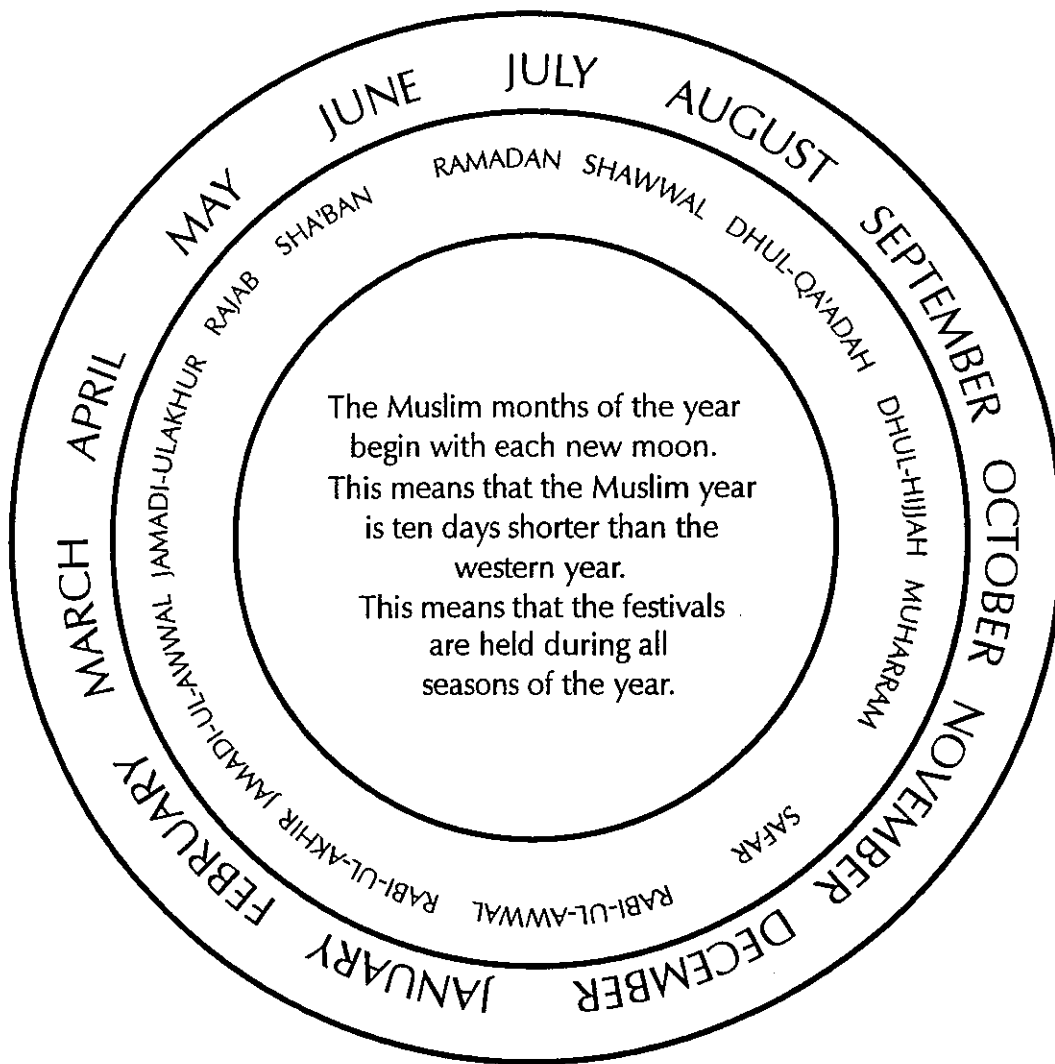 JANUARY
FEBRUARY
MARCH
APRIL
MAY
JUNE
JULY
AUGUST
SEPTEMBER
OCTOBER
NOVEMBER
DECEMBER
MUHARRAM
SAFAR
RABI-UL-AWWAL
RABI-UL-AKHIR
JAMADI-UL-AWWAL
JAMADI-ULAKHUR
RAJAB
SHA'BAN
RAMADAN
SHAWWAL
DHUL-QA'ADAH
DHUL-HIJJAH
The Muslim months of the year
begin with each new moon.
This means that the Muslim year
is ten days shorter than the
western year.
This means that the festivals
are held during all
seasons of the year.